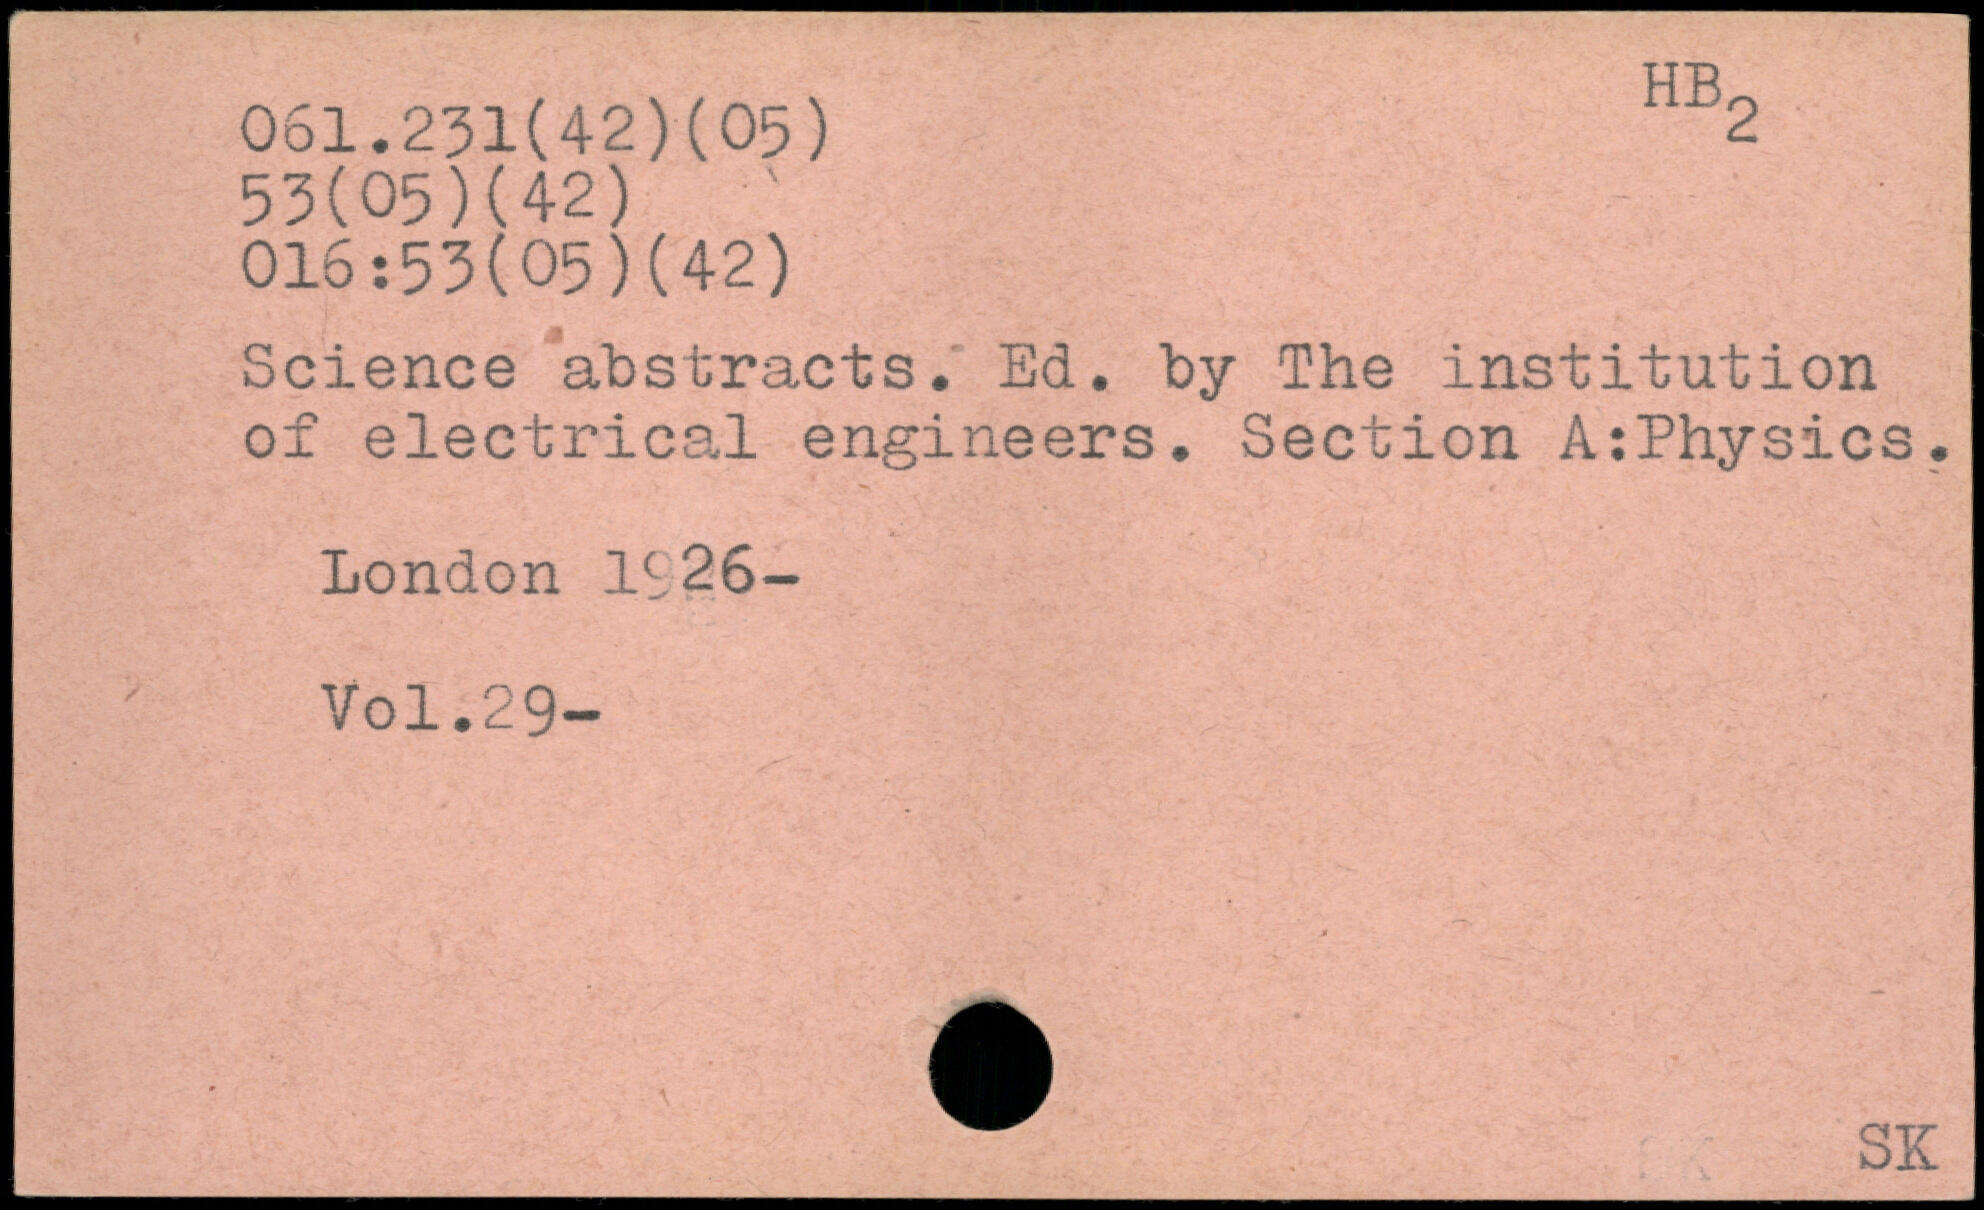 HB2
061.231(42)(05)
53(05)(42)
016:53(05)(42)
Science abstracts. Ed. by The institution
of electrical engineers. Section A:Physics.
London 1926-
Vol.29-
SK